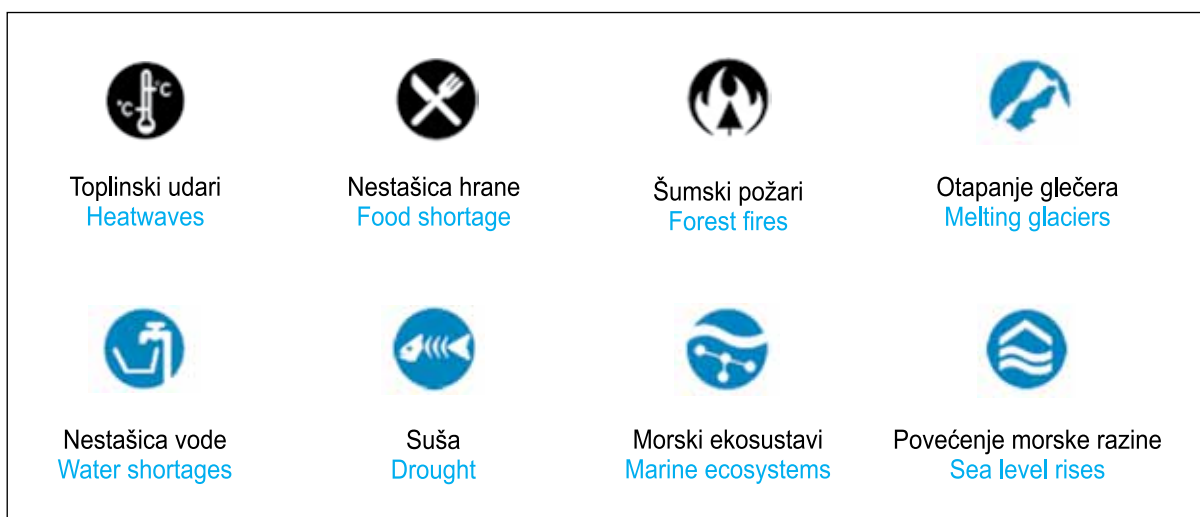 °C
°C
Toplinski udari
Heatwaves
Nestašica hrane
Food shortage
Šumski požari
Forest fires
Otapanje glečera
Melting glaciers
Nestašica vode
Water shortages
Suša
Drought
Morski ekosustavi
Marine ecosystems
Povećenje morske razine
Sea level rises